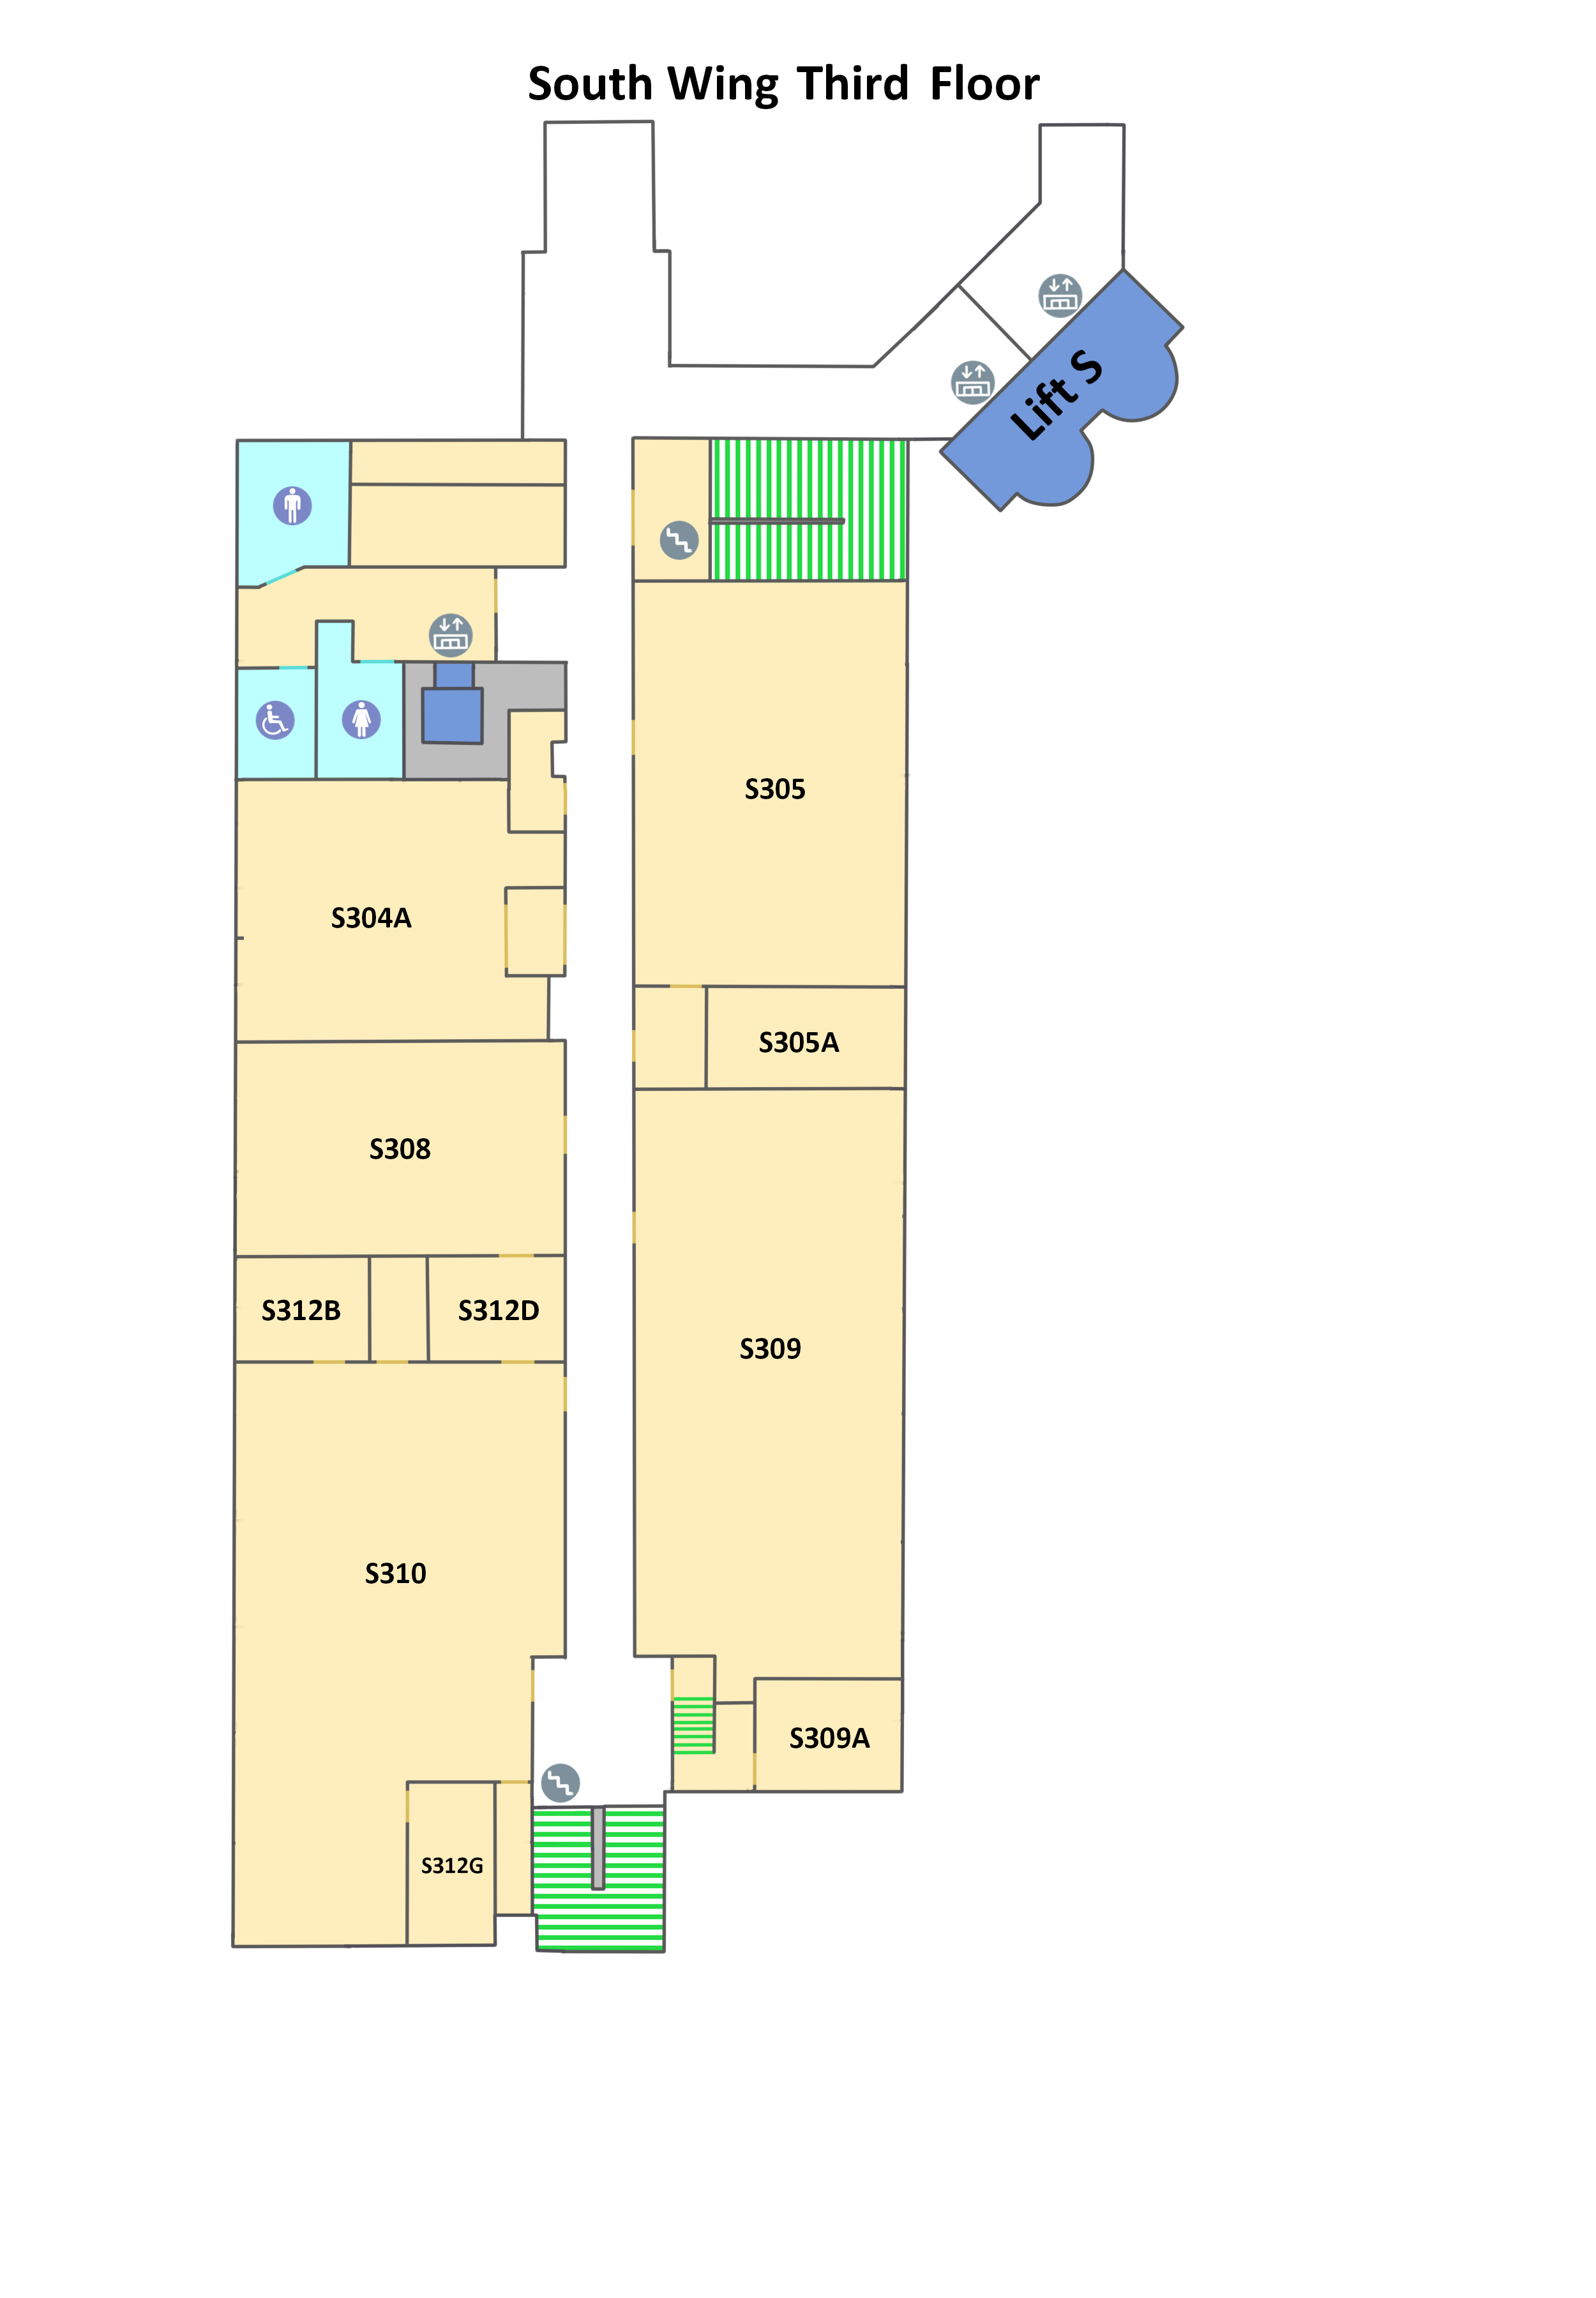 South Wing Third Floor
Lift S
S305
S304A
S305A
S308
S312B
S312D
S309
S310
S309A
S312G